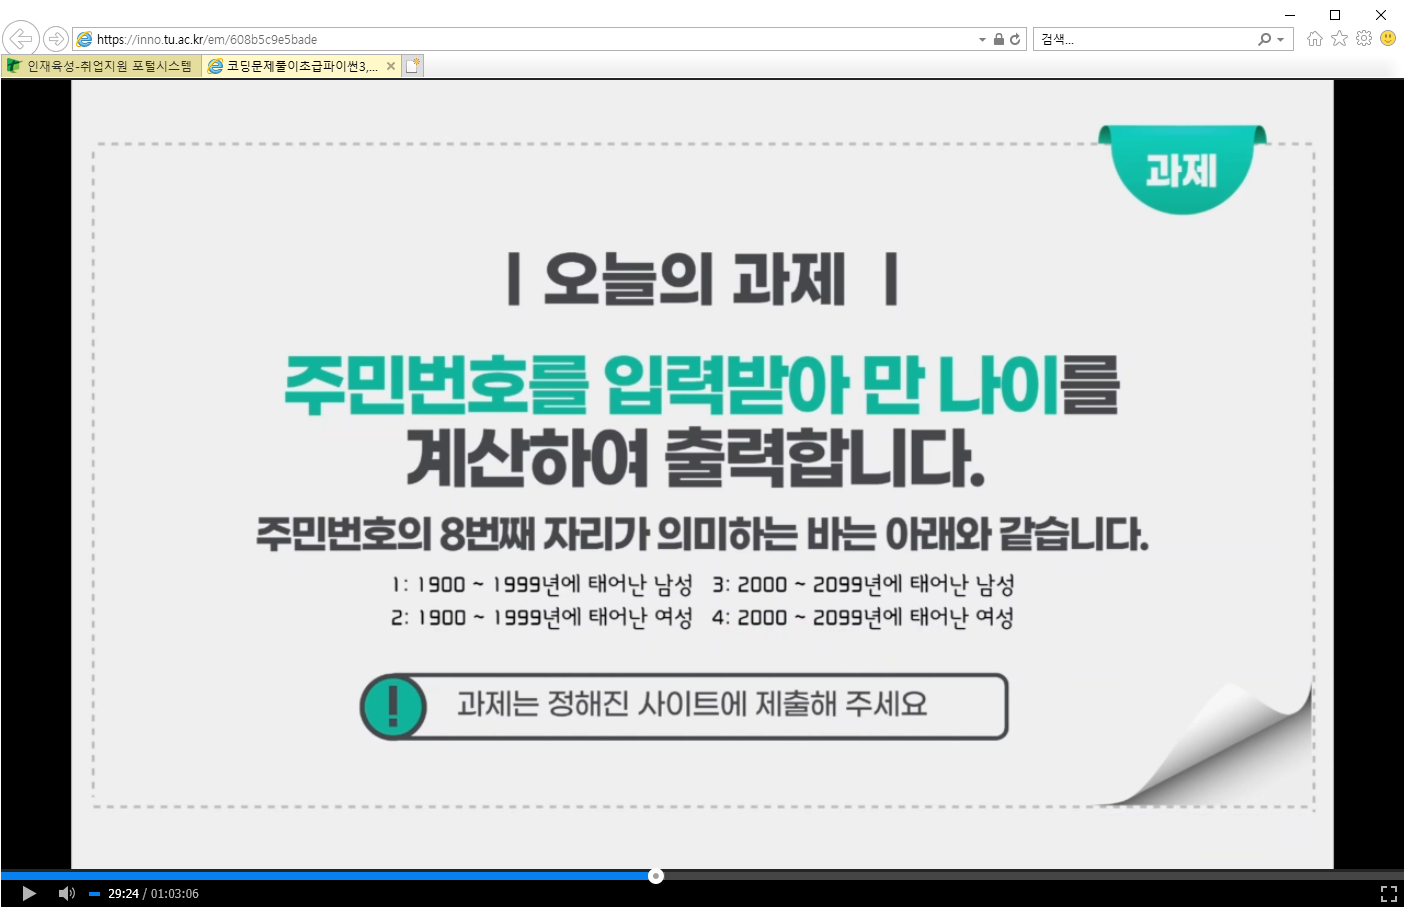 https://inno.tu.ac.kr/em/608b5c9e5bade
검색...
인재육성-취업지원 포털시스템
코딩문제풀이초급파이썬3,...
과제
| 오늘의 과제 |
주민번호를 입력받아 만 나이를
계산하여 출력합니다.
주민번호의 8번째 자리가 의미하는 바는 아래와 같습니다.
1: 1900 ~ 1999년에 태어난 남성 3: 2000 ~ 2099년에 태어난 남성
2: 1900 ~ 1999년에 태어난 여성 4: 2000 ~ 2099년에 태어난 여성
! 과제는 정해진 사이트에 제출해 주세요
29:24 / 01:03:06